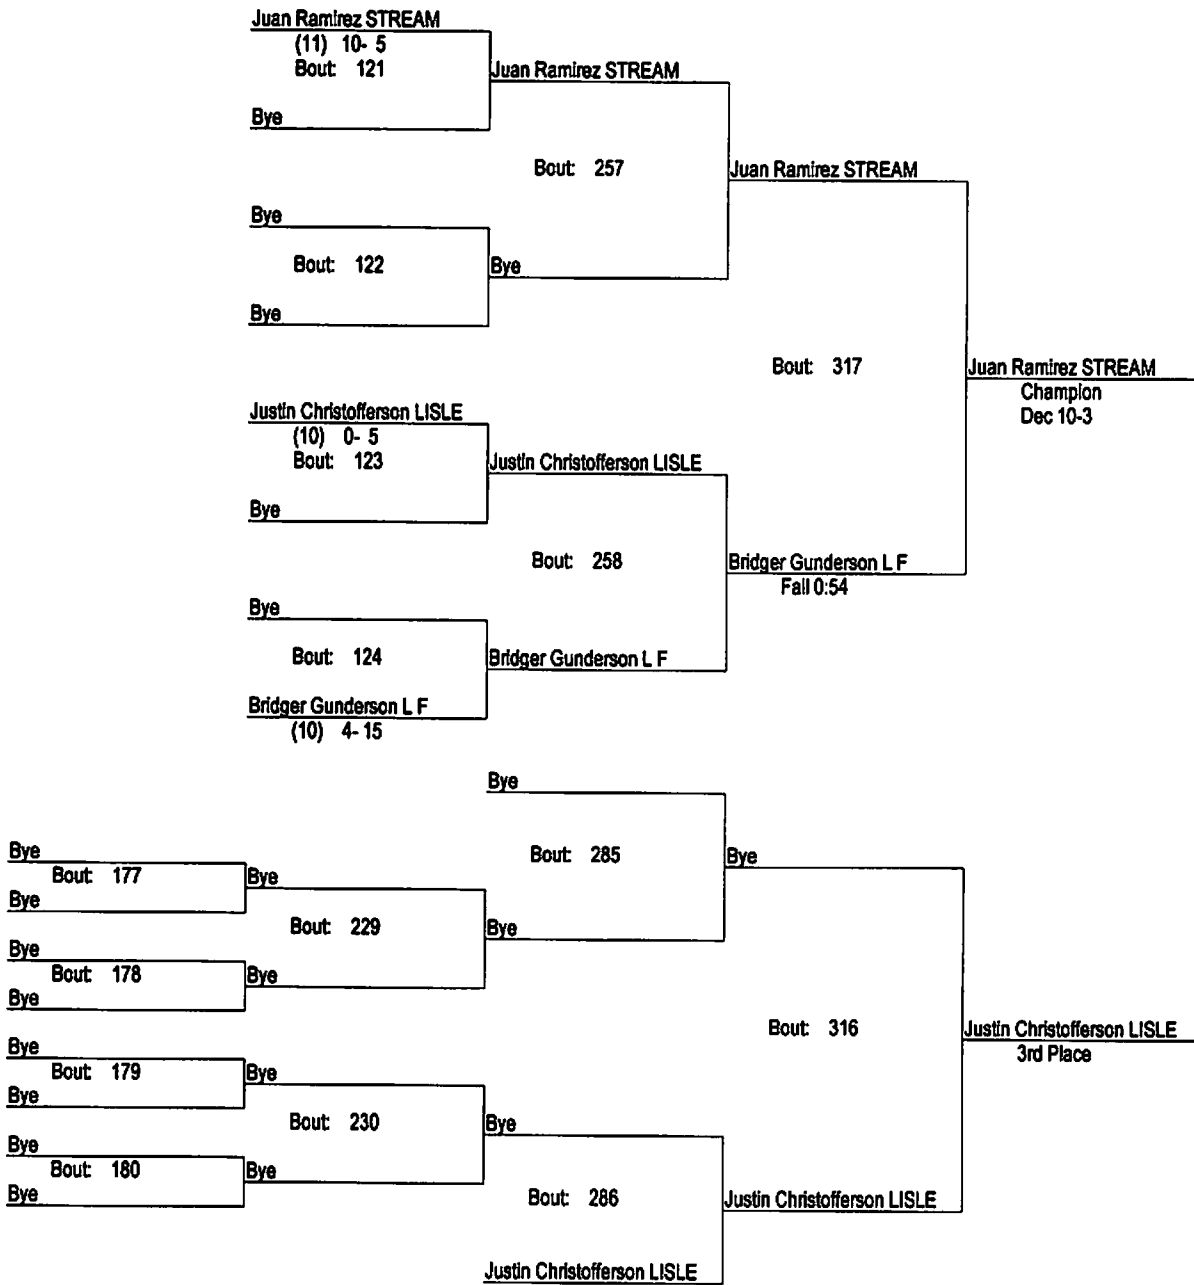 Juan Ramirez STREAM
(11) 10- 5
Bout: 121
Juan Ramirez STREAM
Bye
Bout: 257
Juan Ramirez STREAM
Bye
Bout: 122
Bye
Bye
Bout: 317
Juan Ramirez STREAM
Champion
Dec 10-3
Justin Christofferson LISLE
(10) 0- 5
Bout: 123
Justin Christofferson LISLE
Bye
Bout: 258
Bridger Gunderson L F
Fall 0:54
Bye
Bout: 124
Bridger Gunderson L F
Bridger Gunderson L F
(10) 4- 15
Bye
Bout: 285
Bye
Bye
Bout: 177
Bye
Bye
Bout: 229
Bye
Bye
Bout: 178
Bye
Bye
Bout: 316
Justin Christofferson LISLE
3rd Place
Bye
Bout: 179
Bye
Bye
Bout: 230
Bye
Bye
Bout: 180
Bye
Bye
Bout: 286
Justin Christofferson LISLE
Justin Christofferson LISLE